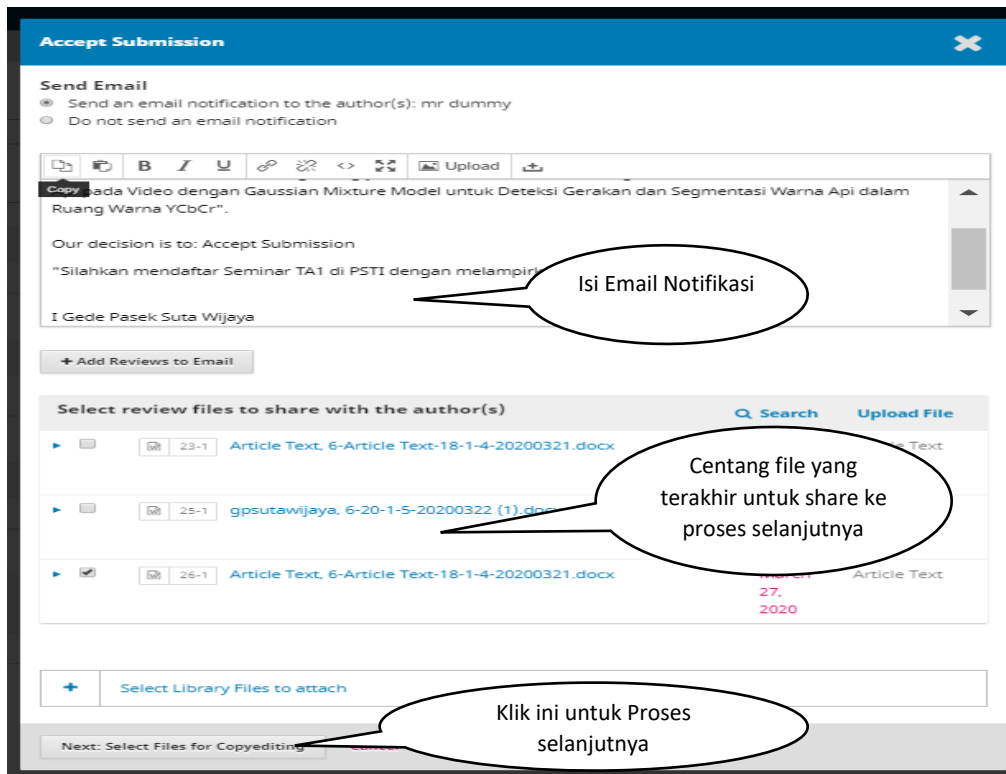 Accept Submission
Send Email
Send an email notification to the author(s): mr dummy
Do not send an email notification
Upload
Copy
pada Video dengan Gaussian Mixture Model untuk Deteksi Gerakan dan Segmentasi Warna Api dalam
Ruang Warna YCbCr".
Our decision is to: Accept Submission
"Silahkan mendaftar Seminar TA1 di PSTI dengan
Isi Email Notifikasi
I Gede Pasek Suta Wijaya
+ Add Reviews to Email
Select review files to share with the author(s)
Search Upload File
23-1 Article Text, 6-Article Text-18-1-4-20200321.docx
Text
Centang file yang
terakhir untuk share ke
proses selanjutnya
25-1 gpsutawijaya, 6-20-1-5-20200322 (1).
26-1 Article Text, 6-Article Text-18-1-4-20200321.docx
Article Text
27,
2020
+ Select Library Files to attach
Klik ini untuk Proses
selanjutnya
Next: Select Files for Copyediting